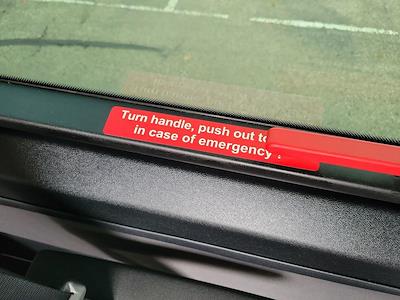 Turn handle, push out
in case of emergency